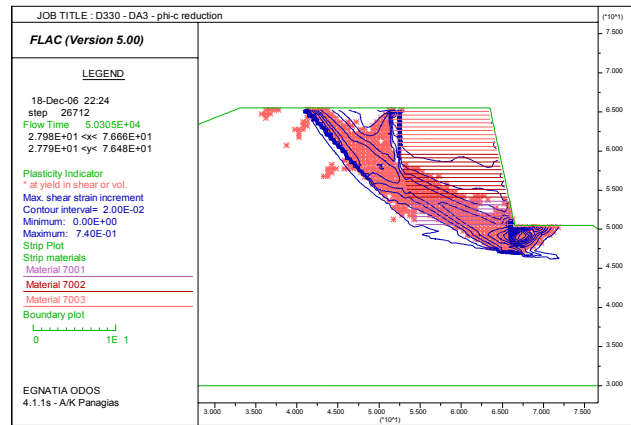 JOB TITLE : D330 - DA3 - phi-c reduction
(*10^1)
FLAC (Version 5.00)
LEGEND
18-Dec-06 22:24
step 26712
Flow Time 5.0305E+04
2.798E+01 <x< 7.666E+01
2.779E+01 <y< 7.648E+01
Plasticity Indicator
* at yield in shear or vol.
Max. shear strain increment
Contour interval= 2.00E-02
Minimum: 0.00E+00
Maximum: 7.40E-01
Strip Plot
Strip materials
Material 7001
Material 7002
Material 7003
Boundary plot
0 1E 1
EGNATIA ODOS
4.1.1s - A/K Panagias
7.500
7.000
6.500
6.000
5.500
5.000
4.500
4.000
3.500
3.000
3.000 3.500 4.000 4.500 5.000 5.500 6.000 6.500 7.000 7.500
(*10^1)